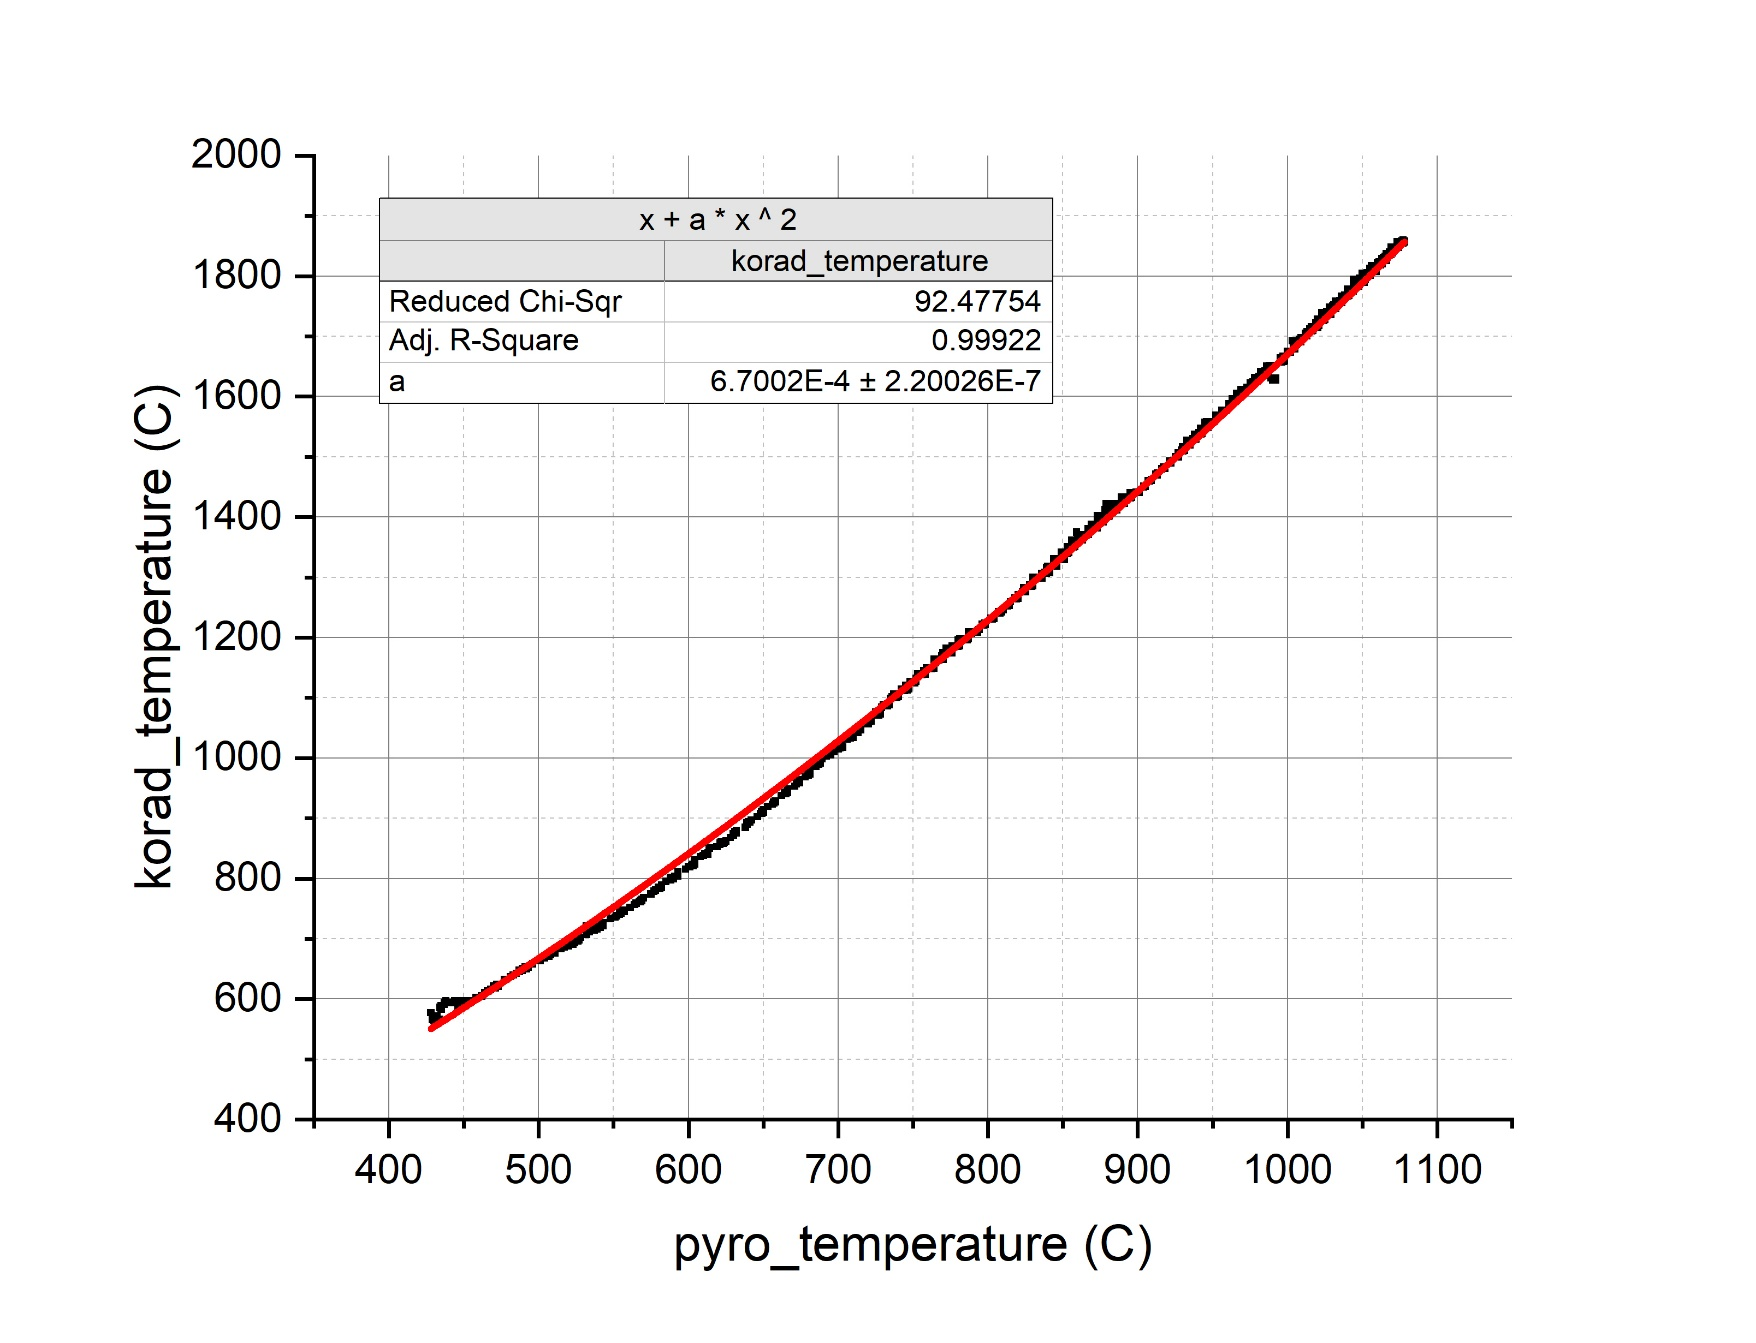 x + a * x ^ 2
korad_temperature
Reduced Chi-Sqr 92.47754
Adj. R-Square 0.99922
a 6.7002E-4 ± 2.20026E-7
2000
1800
1600
1400
1200
1000
800
600
400
korad_temperature (C)
400 500 600 700 800 900 1000 1100
pyro_temperature (C)